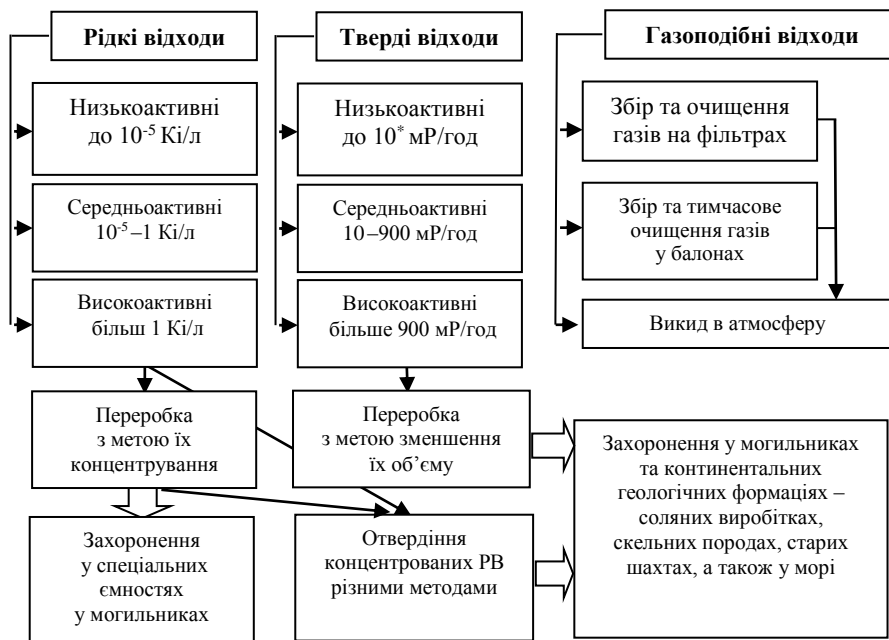 Рідкі відходи
Низькоактивні
до 10⁻⁵ Кі/л
Середньоактивні
10⁻⁵–1 Кі/л
Високоактивні
більш 1 Кі/л
Переробка
з метою їх
концентрування
Захоронення
у спеціальних
ємностях
у могильниках
Тверді відходи
Низькоактивні
до 10* мР/год
Середньоактивні
10–900 мР/год
Високоактивні
більше 900 мР/год
Переробка
з метою зменшення
їх об’єму
Отвердіння
концентрованих РВ
різними методами
Газоподібні відходи
Збір та очищення
газів на фільтрах
Збір та тимчасове
очищення газів
у балонах
Викид в атмосферу
Захоронення у могильниках
та континентальних
геологічних формаціях –
соляних виробітках,
скельних породах, старих
шахтах, а також у морі